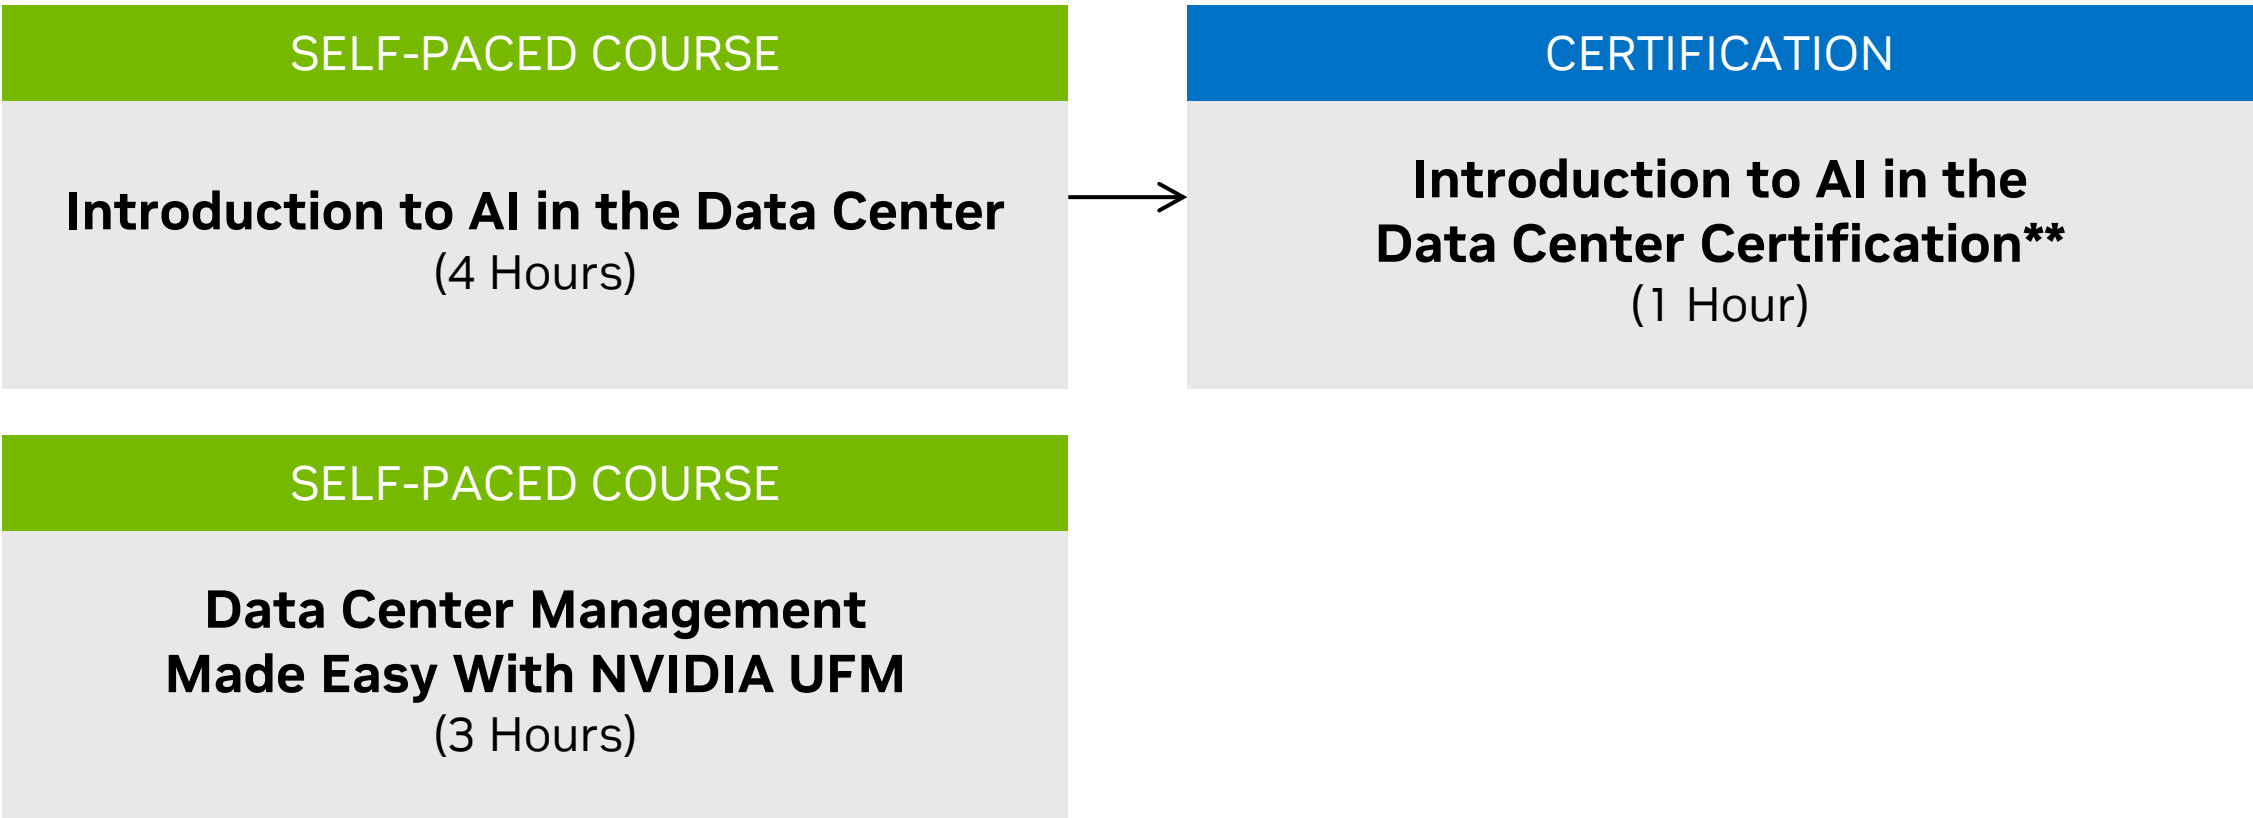 SELF-PACED COURSE
Introduction to AI in the Data Center
(4 Hours)
CERTIFICATION
Introduction to AI in the
Data Center Certification**
(1 Hour)
SELF-PACED COURSE
Data Center Management
Made Easy With NVIDIA UFM
(3 Hours)